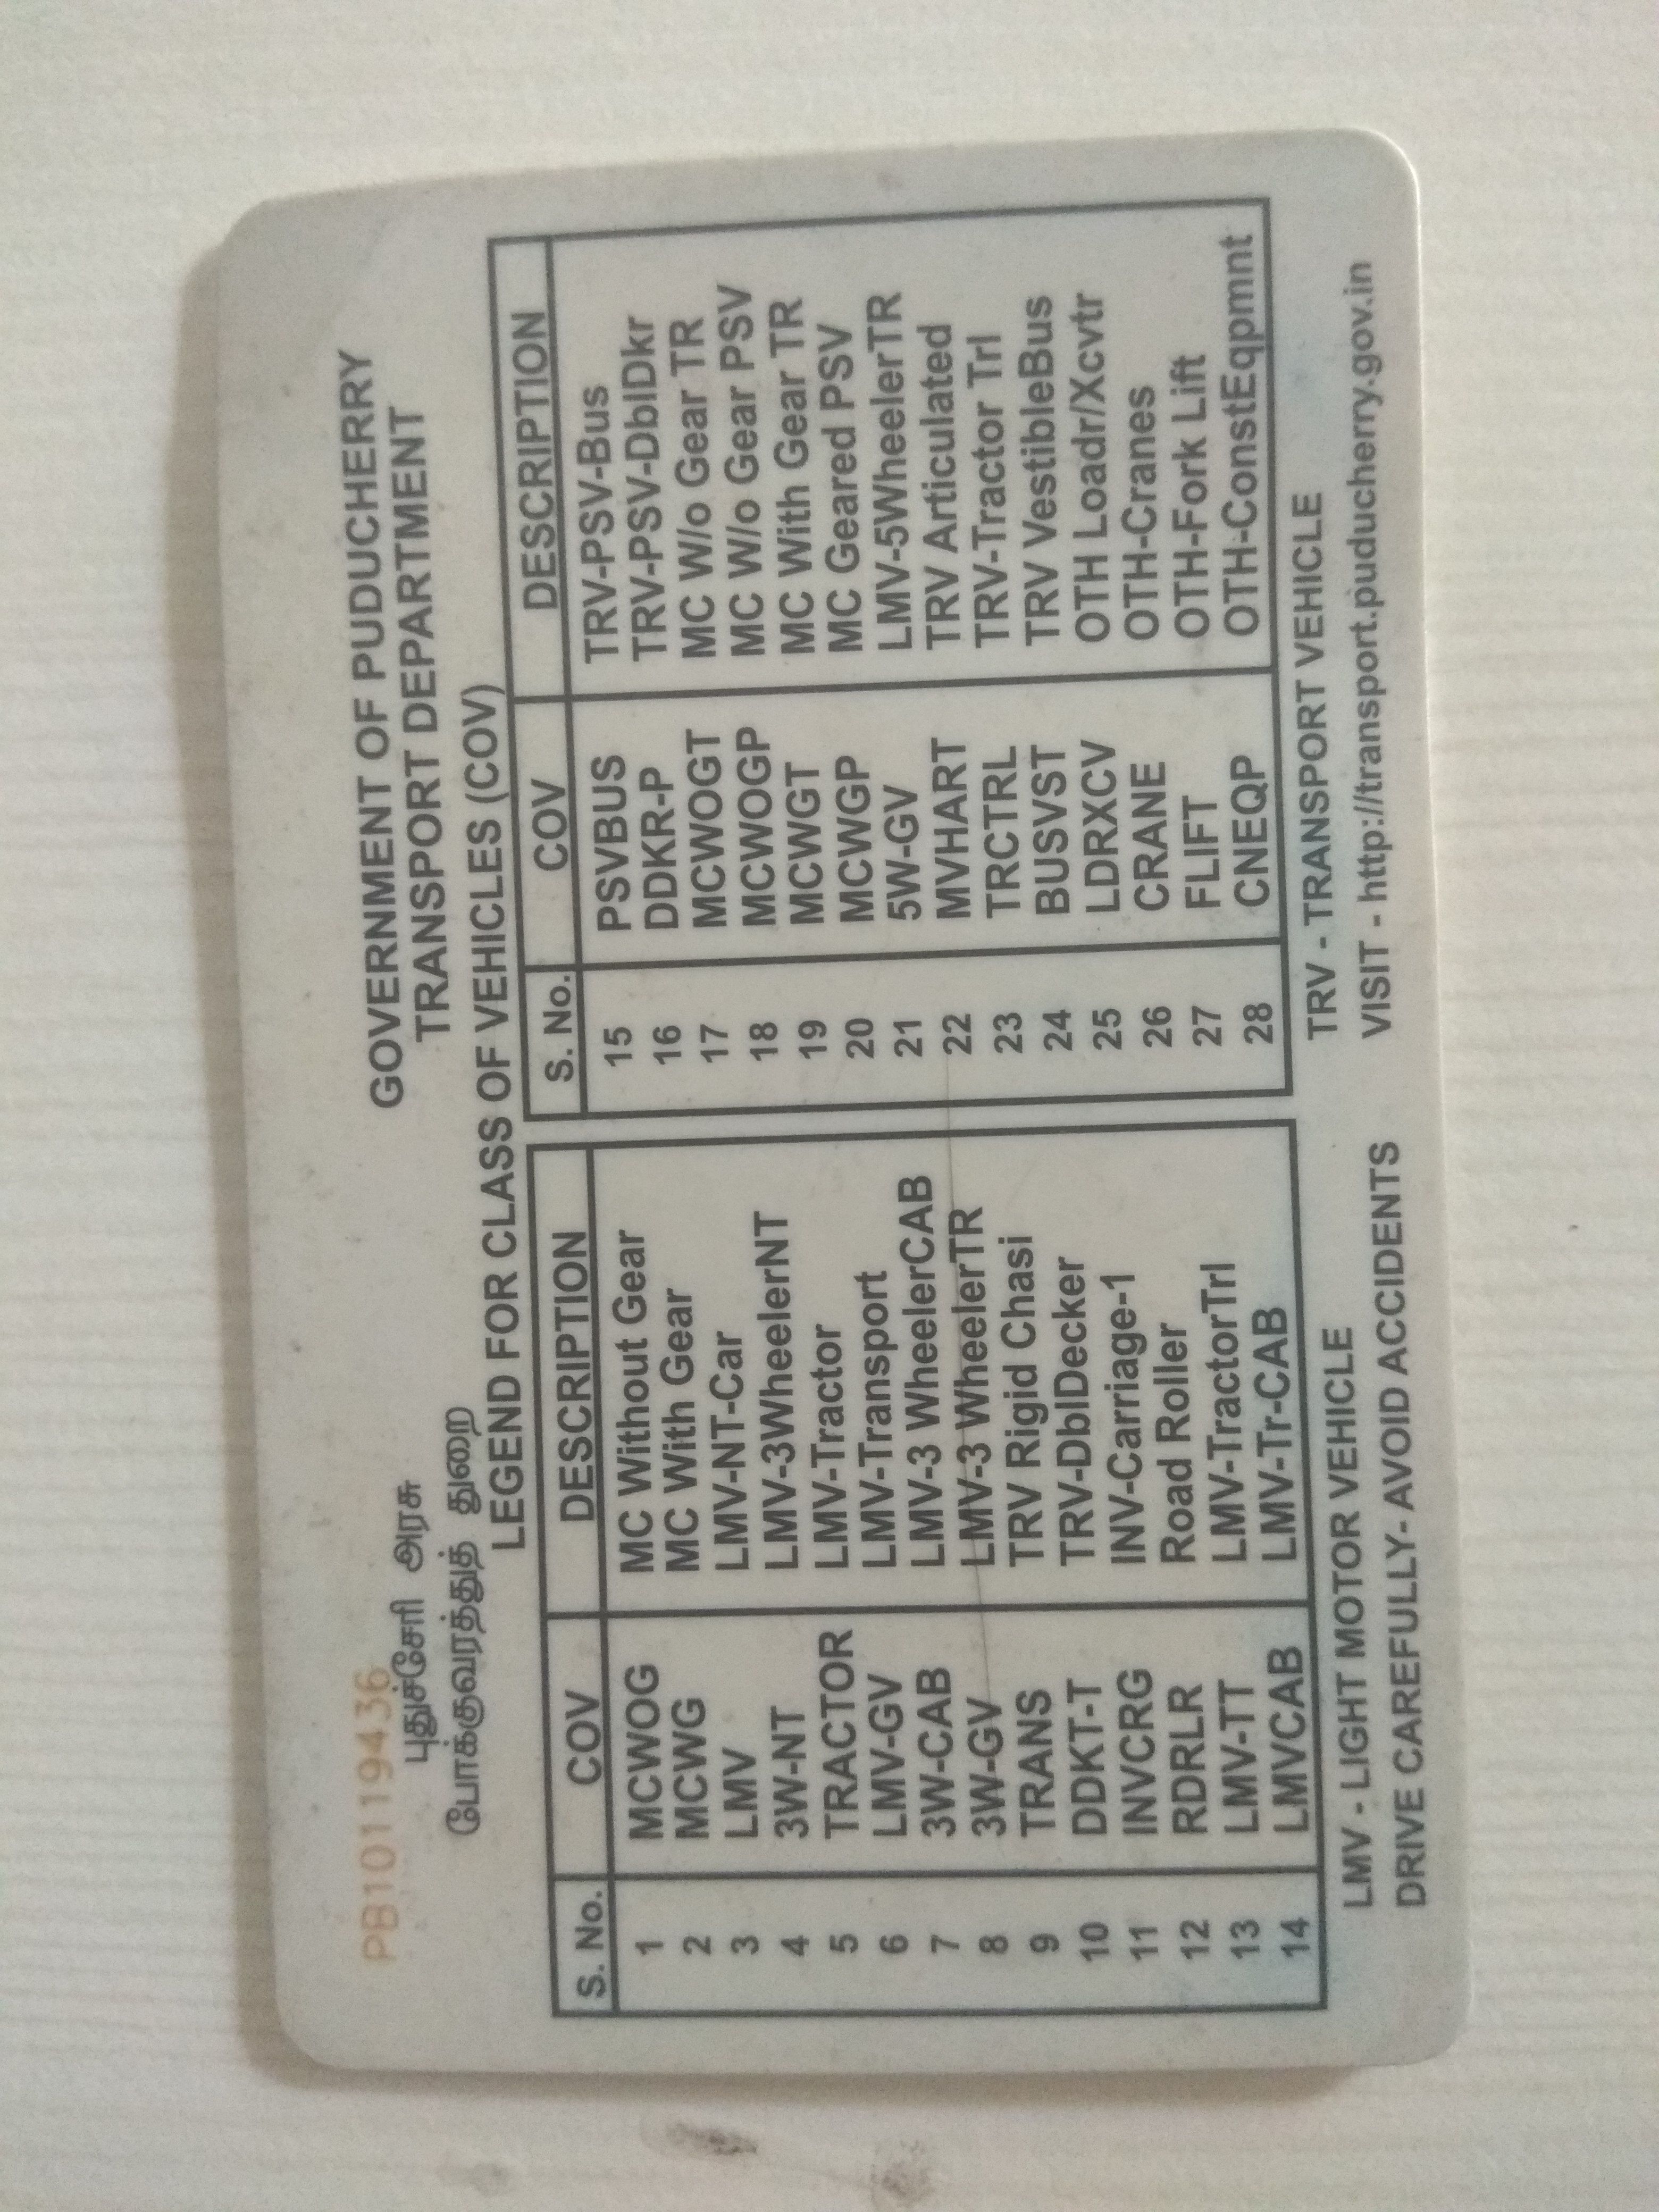 PB10119436
புதுச்சேரி அரசு
போக்குவரத்துத் துறை
GOVERNMENT OF PUDUCHERRY
TRANSPORT DEPARTMENT
LEGEND FOR CLASS OF VEHICLES (COV)
S. No. COV DESCRIPTION
1 MCWOG MC Without Gear
2 MCWG MC With Gear
3 LMV LMV-NT-Car
4 3W-NT LMV-3WheelerNT
5 TRACTOR LMV-Tractor
6 LMV-GV LMV-Transport
7 3W-CAB LMV-3 WheelerCAB
8 3W-GV LMV-3 WheelerTR
9 TRANS TRV Rigid Chasi
10 DDKT-T TRV-DblDecker
11 INVCRG INV-Carriage-1
12 RDRLR Road Roller
13 LMV-TT LMV-TractorTrl
14 LMVCAB LMV-Tr-CAB
S. No. COV DESCRIPTION
15 PSVBUS TRV-PSV-Bus
16 DDKR-P TRV-PSV-DblDkr
17 MCWOGT MC W/o Gear TR
18 MCWOGP MC W/o Gear PSV
19 MCWGT MC With Gear TR
20 MCWGP MC Geared PSV
21 5W-GV LMV-5WheelerTR
22 MVHART TRV Articulated
23 TRCTRL TRV-Tractor Trl
24 BUSVST TRV VestibleBus
25 LDRXCV OTH Loadr/Xcvtr
26 CRANE OTH-Cranes
27 FLIFT OTH-Fork Lift
28 CNEQP OTH-ConstEqpmnt
LMV - LIGHT MOTOR VEHICLE
TRV - TRANSPORT VEHICLE
DRIVE CAREFULLY- AVOID ACCIDENTS
VISIT - http://transport.puducherry.gov.in